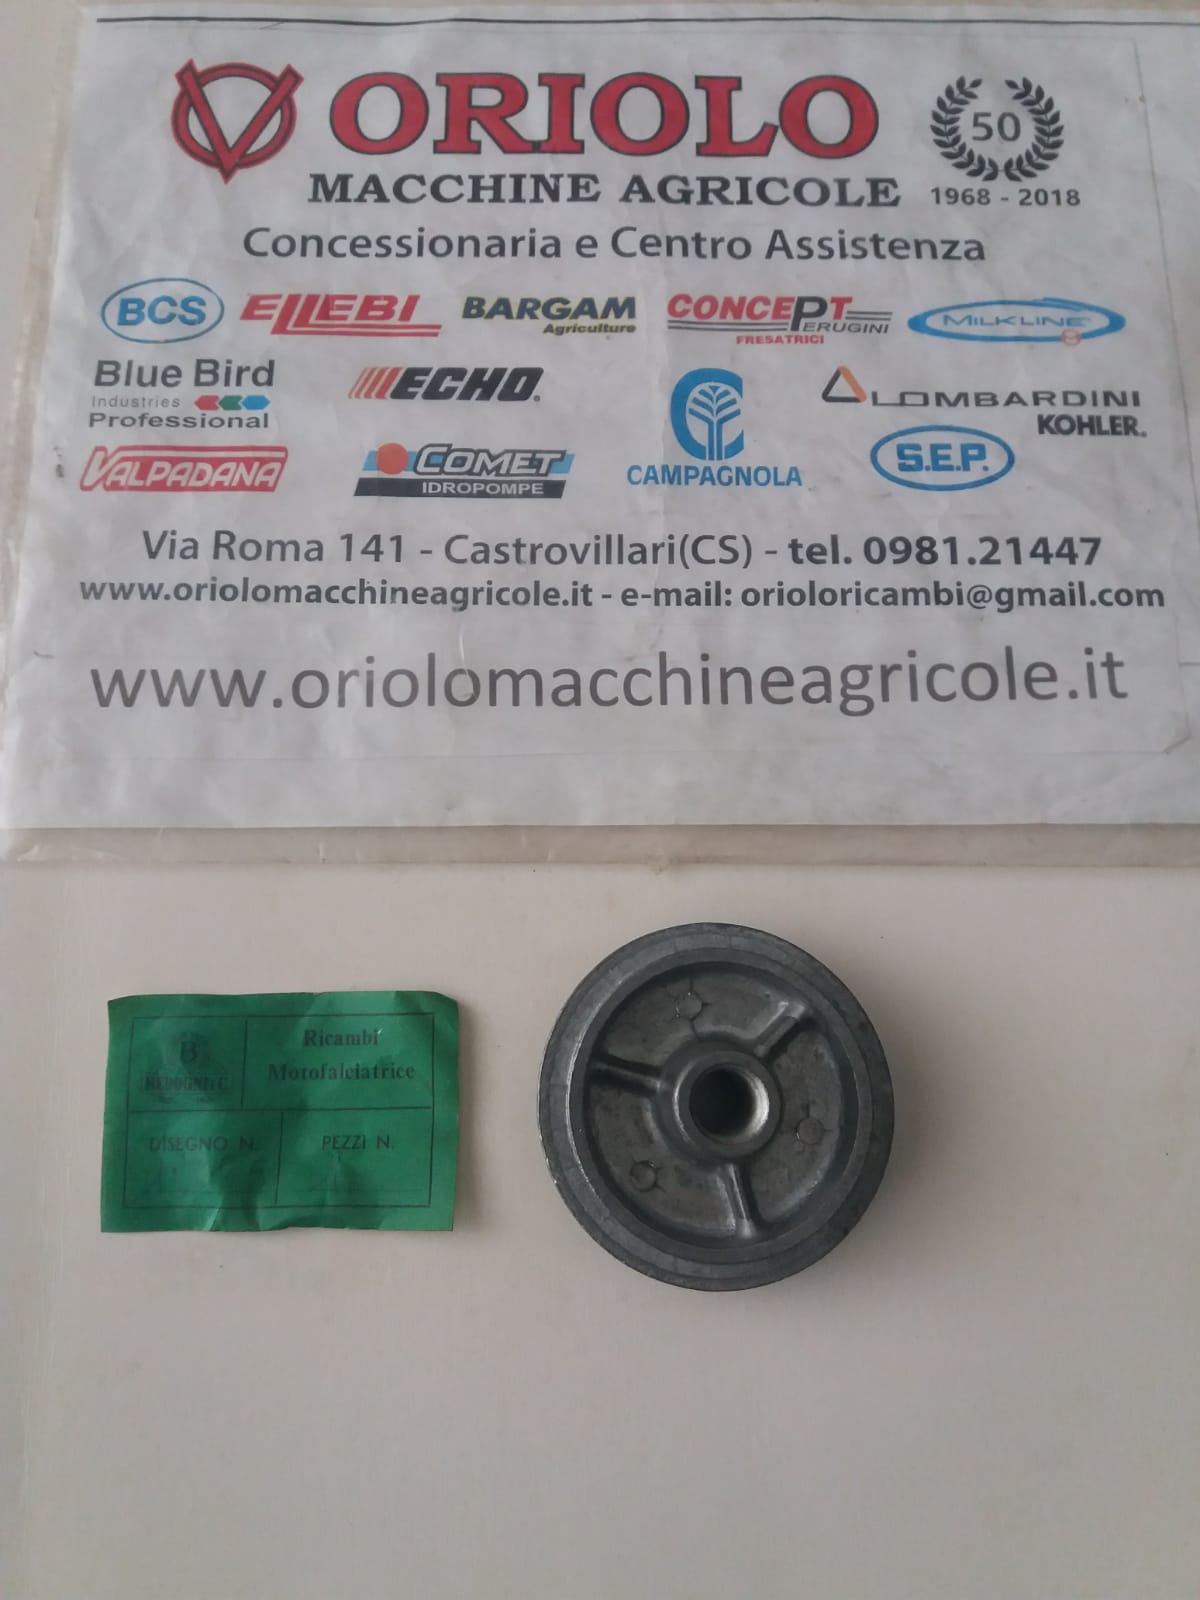 ORIOLO
50
MACCHINE AGRICOLE
1968 - 2018
Concessionaria e Centro Assistenza
BCS
ELLEBI
BARGAM
Agriculture
CONCEPT
PERUGINI
FRESATRICI
MILKLINE
Blue Bird
Industries
Professional
ECHO
CAMPAGNOLA
LOMBARDINI
KOHLER.
VALPADANA
COMET
IDROPOMPE
S.E.P.
Via Roma 141 - Castrovillari(CS) - tel. 0981.21447
www.oriolomacchineagricole.it - e-mail: orioloricambi@gmail.com
www.oriolomacchineagricole.it
B
Ricambi
Motofalciatrice
DISEGNO N.
PEZZI N.